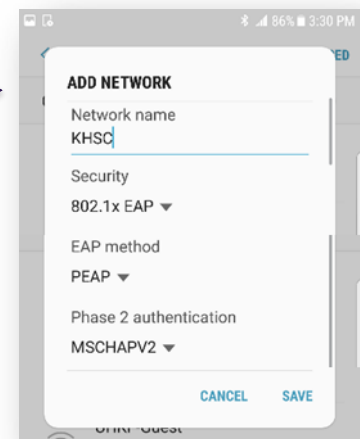 86% 3:30 PM
ED
ADD NETWORK
Network name
KHSC
Security
802.1x EAP
EAP method
PEAP
Phase 2 authentication
MSCHAPV2
CANCEL SAVE